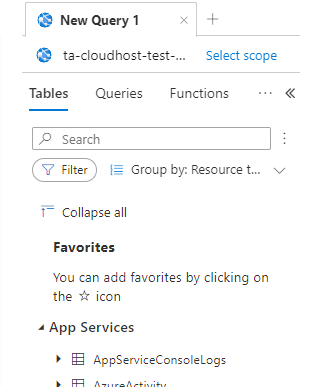 New Query 1
ta-cloudhost-test-... Select scope
Tables Queries Functions ...
Search
Filter Group by: Resource t...
Collapse all
Favorites
You can add favorites by clicking on
the ☆ icon
App Services
AppServiceConsoleLogs
AzureActivity